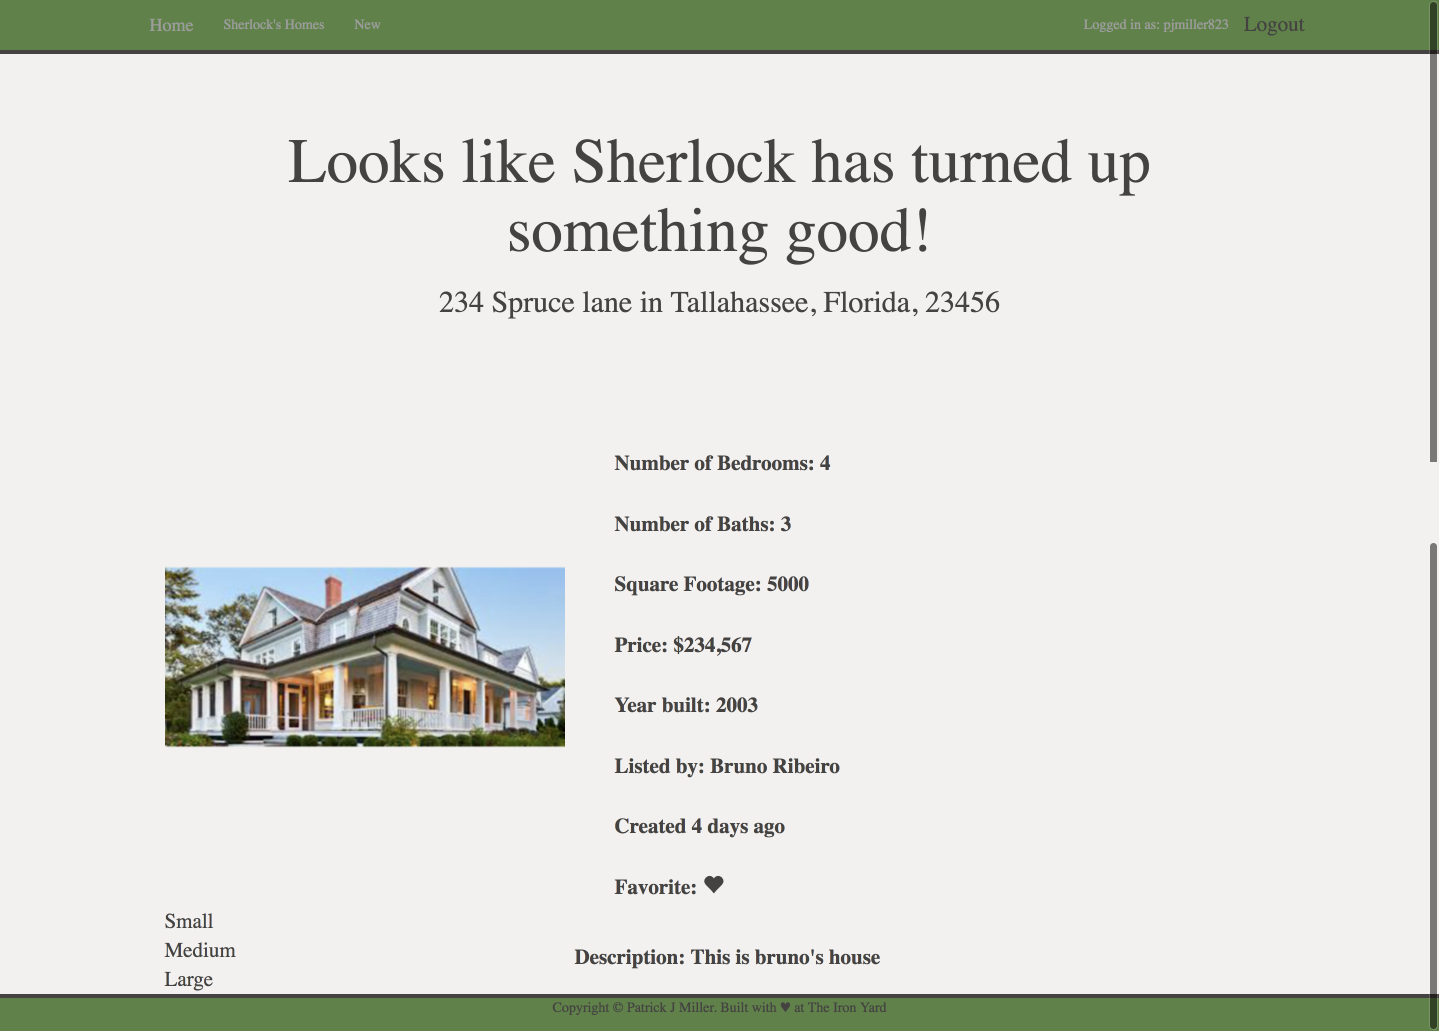 Home Sherlock's Homes New Logged in as: pjmiller823 Logout
Looks like Sherlock has turned up
something good!
234 Spruce lane in Tallahassee, Florida, 23456
Number of Bedrooms: 4
Number of Baths: 3
Square Footage: 5000
Price: $234,567
Year built: 2003
Listed by: Bruno Ribeiro
Created 4 days ago
Favorite: ♥
Small
Medium
Large
Description: This is bruno's house
Copyright © Patrick J Miller. Built with ♥ at The Iron Yard